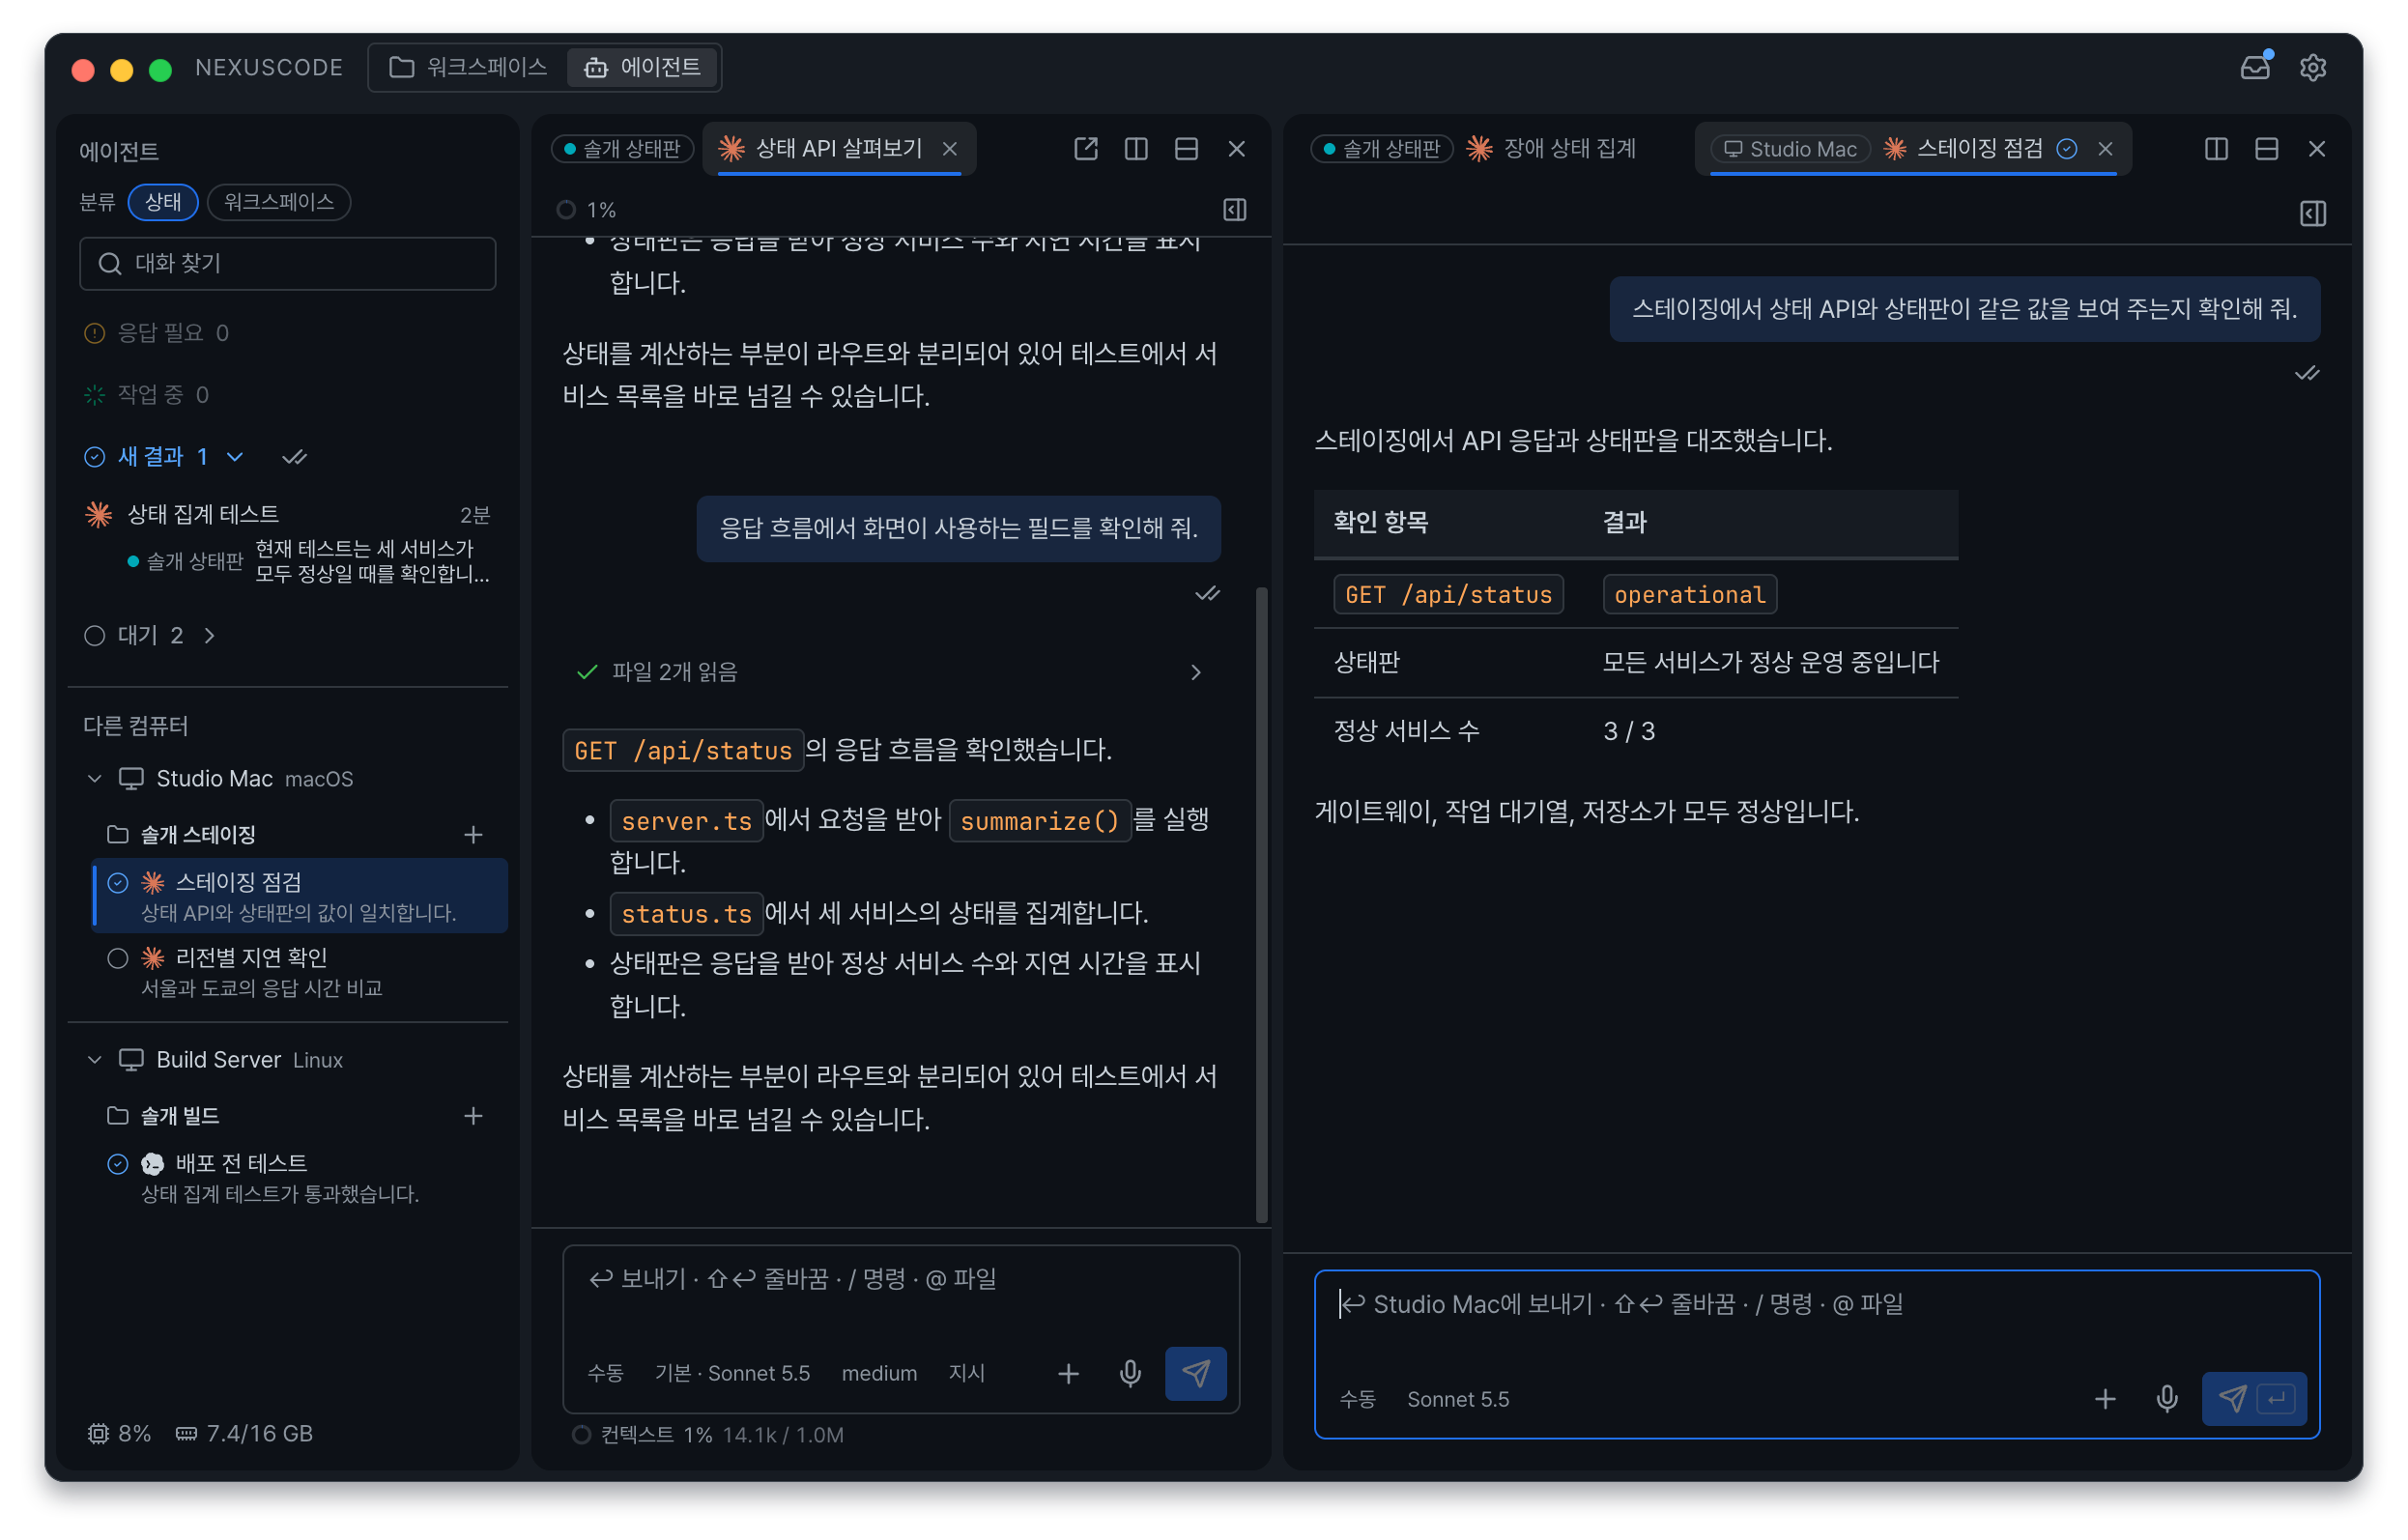 NEXUSCODE
워크스페이스
에이전트
에이전트
분류 상태 워크스페이스
대화 찾기
응답 필요 0
작업 중 0
새 결과 1
상태 집계 테스트 2분
솔개 상태판
현재 테스트는 세 서비스가
모두 정상일 때를 확인합니...
대기 2
다른 컴퓨터
Studio Mac macOS
솔개 스테이징
스테이징 점검
상태 API와 상태판의 값이 일치합니다.
리전별 지연 확인
서울과 도쿄의 응답 시간 비교
Build Server Linux
솔개 빌드
배포 전 테스트
상태 집계 테스트가 통과했습니다.
8% 7.4/16 GB
솔개 상태판 상태 API 살펴보기
1%
상태판은 응답을 받아 정상 서비스 수와 지연 시간을 표시
합니다.
상태를 계산하는 부분이 라우트와 분리되어 있어 테스트에서 서
비스 목록을 바로 넘길 수 있습니다.
응답 흐름에서 화면이 사용하는 필드를 확인해 줘.
파일 2개 읽음
GET /api/status의 응답 흐름을 확인했습니다.
server.ts에서 요청을 받아 summarize()를 실행
합니다.
status.ts에서 세 서비스의 상태를 집계합니다.
상태판은 응답을 받아 정상 서비스 수와 지연 시간을 표시
합니다.
상태를 계산하는 부분이 라우트와 분리되어 있어 테스트에서 서
비스 목록을 바로 넘길 수 있습니다.
↩ 보내기 · ⇧↩ 줄바꿈 · / 명령 · @ 파일
수동 기본 · Sonnet 5.5 medium 지시
컨텍스트 1% 14.1k / 1.0M
솔개 상태판 장애 상태 집계 Studio Mac 스테이징 점검
스테이징에서 상태 API와 상태판이 같은 값을 보여 주는지 확인해 줘.
스테이징에서 API 응답과 상태판을 대조했습니다.
확인 항목 결과
GET /api/status operational
상태판 모든 서비스가 정상 운영 중입니다
정상 서비스 수 3 / 3
게이트웨이, 작업 대기열, 저장소가 모두 정상입니다.
↩ Studio Mac에 보내기 · ⇧↩ 줄바꿈 · / 명령 · @ 파일
수동 Sonnet 5.5